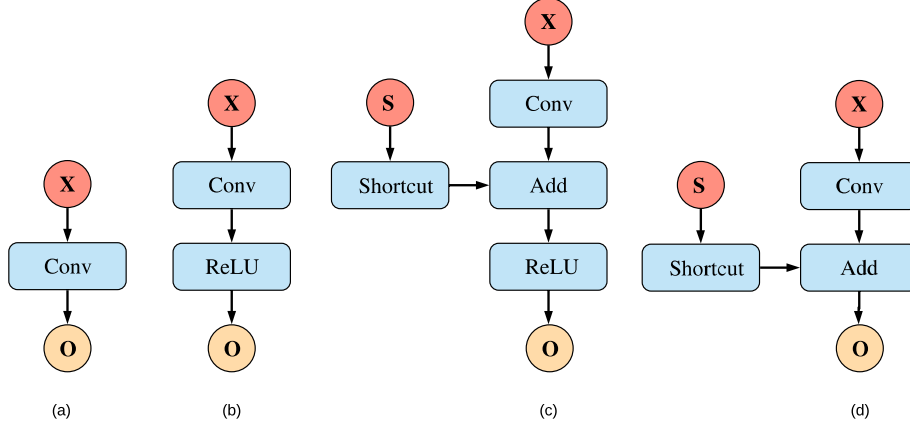 X
Conv
O
(a)
X
Conv
ReLU
O
(b)
S
Shortcut
X
Conv
Add
ReLU
O
(c)
S
Shortcut
X
Conv
Add
O
(d)